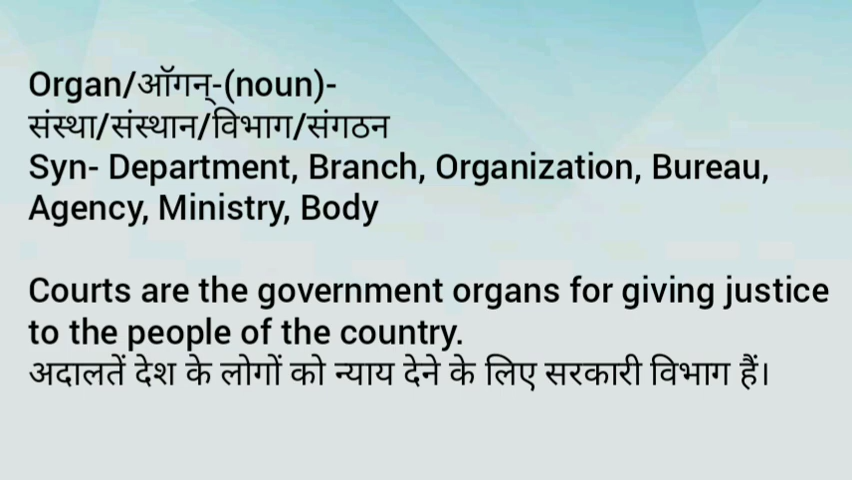 Organ/ऑगन्-(noun)-
संस्था/संस्थान/विभाग/संगठन
Syn- Department, Branch, Organization, Bureau,
Agency, Ministry, Body
Courts are the government organs for giving justice
to the people of the country.
अदालतें देश के लोगों को न्याय देने के लिए सरकारी विभाग हैं।